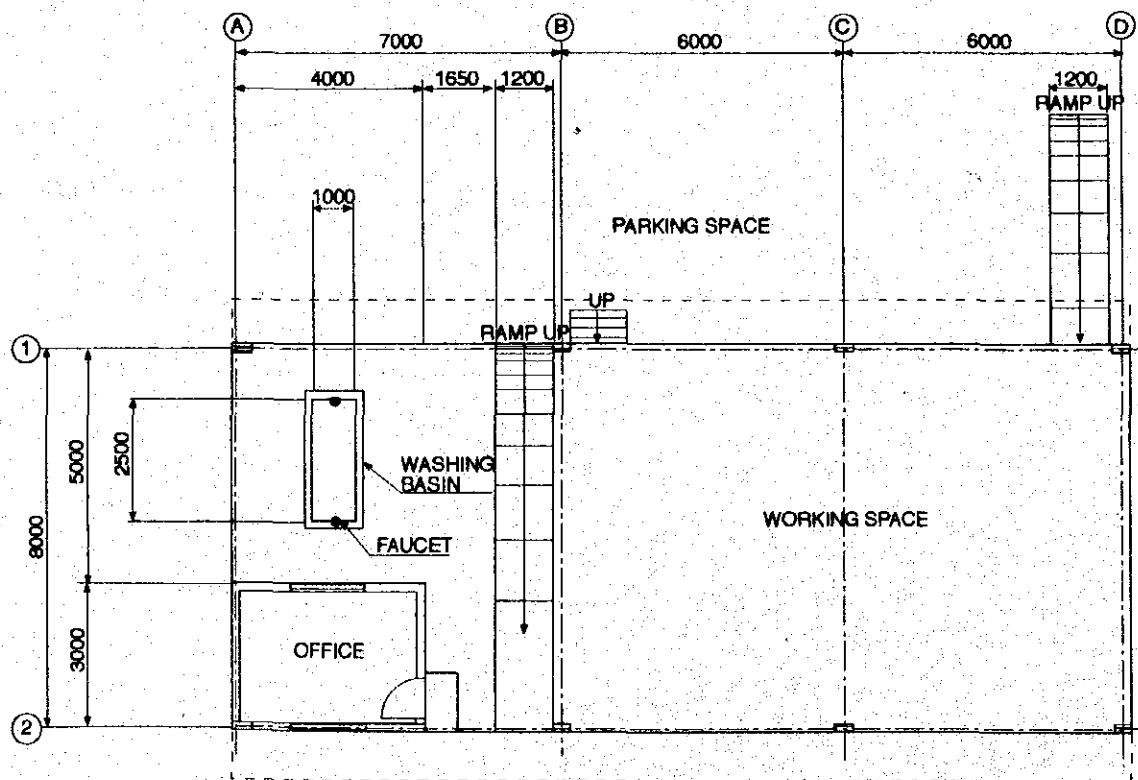 A B C D
7000 6000 6000
4000 1650 1200 1200
RAMP UP
1000
PARKING SPACE
UP
RAMP UP
1
5000
2500
8000
WASHING
BASIN
FAUCET
WORKING SPACE
3000
OFFICE
2